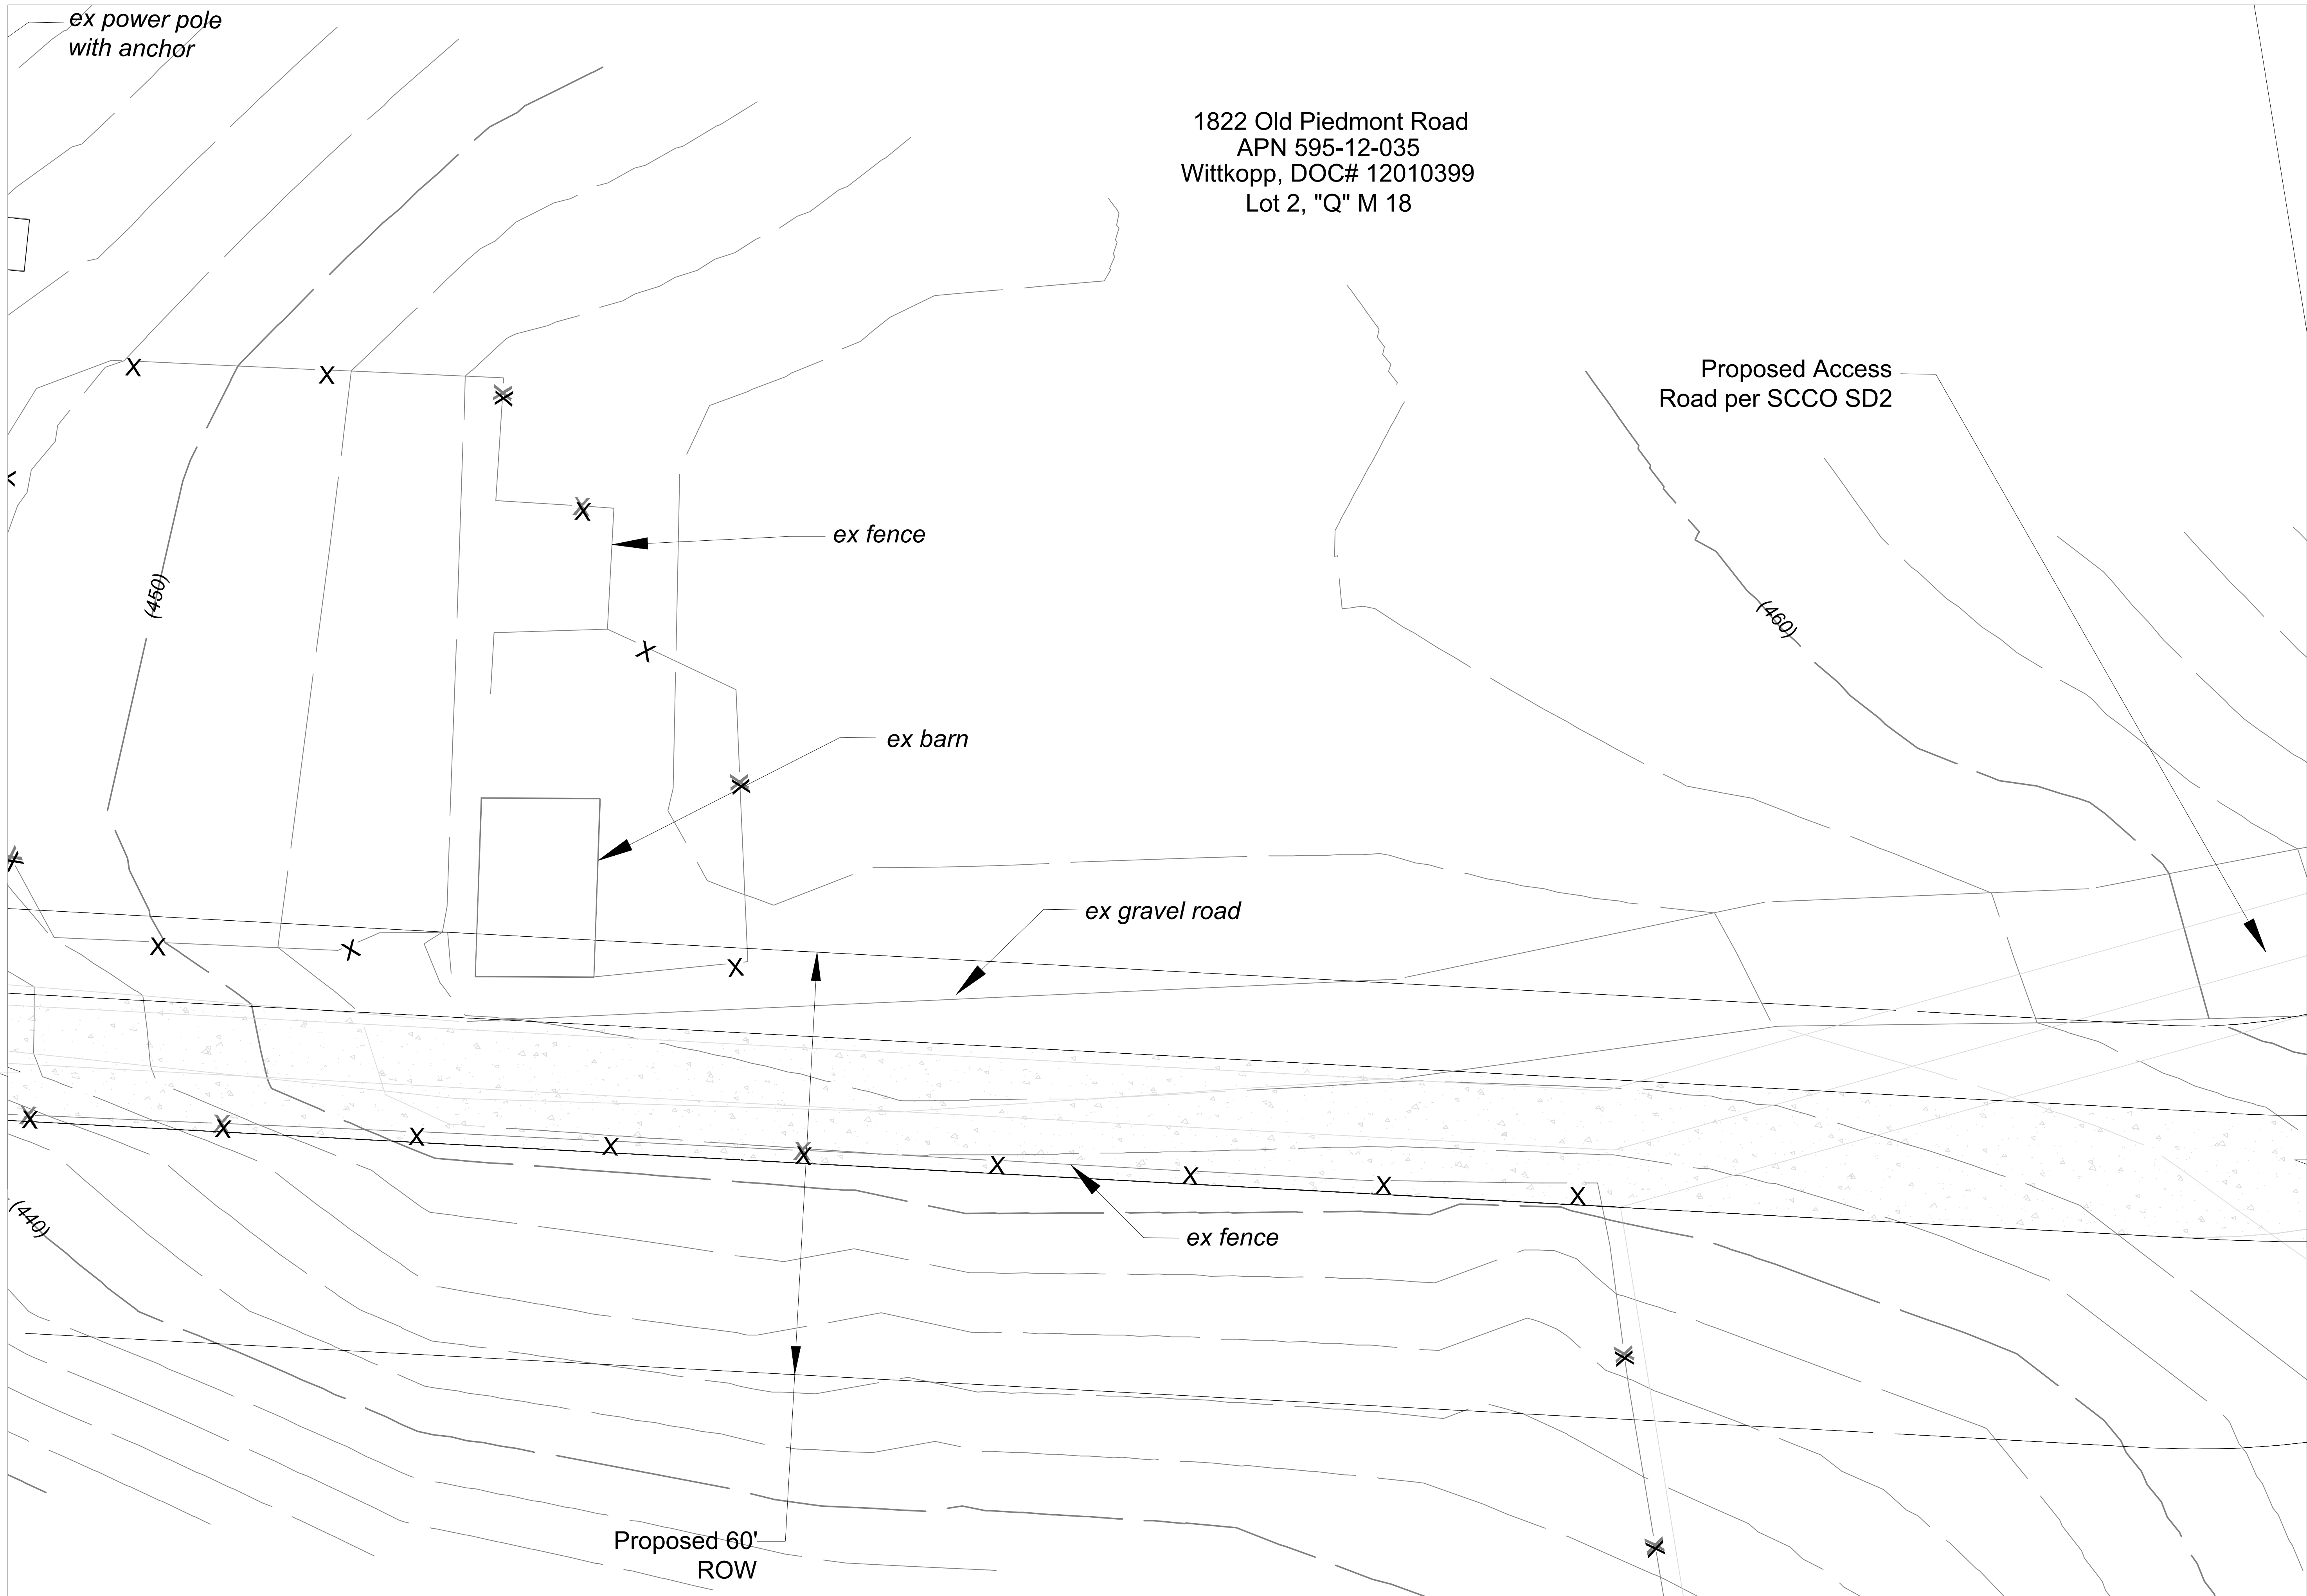 ex power pole
with anchor
1822 Old Piedmont Road
APN 595-12-035
Wittkopp, DOC# 12010399
Lot 2, "Q" M 18
Proposed Access
Road per SCCO SD2
ex fence
(450)
(460)
ex barn
ex gravel road
(440)
ex fence
Proposed 60'
ROW